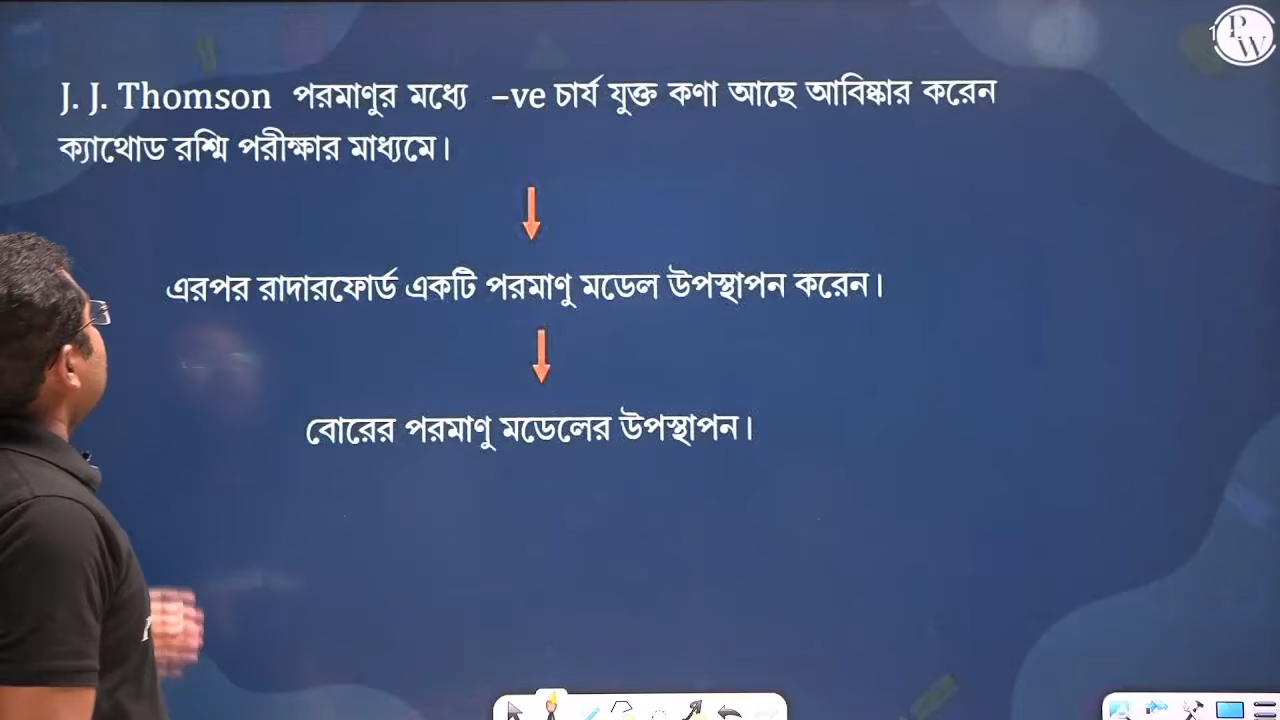 PW
J. J. Thomson পরমাণুর মধ্যে –ve চার্য যুক্ত কণা আছে আবিষ্কার করেন
ক্যাথোড রশ্মি পরীক্ষার মাধ্যমে।
এরপর রাদারফোর্ড একটি পরমাণু মডেল উপস্থাপন করেন।
বোরের পরমাণু মডেলের উপস্থাপন।